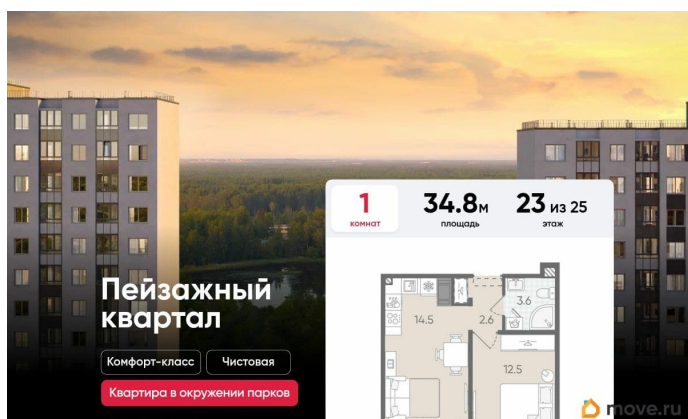 1
комнат
34.8м
площадь
23 из 25
этаж
Пейзажный
квартал
Комфорт-класс
Чистовая
Квартира в окружении парков
14.5
2.6
3.6
12.5
move.ru